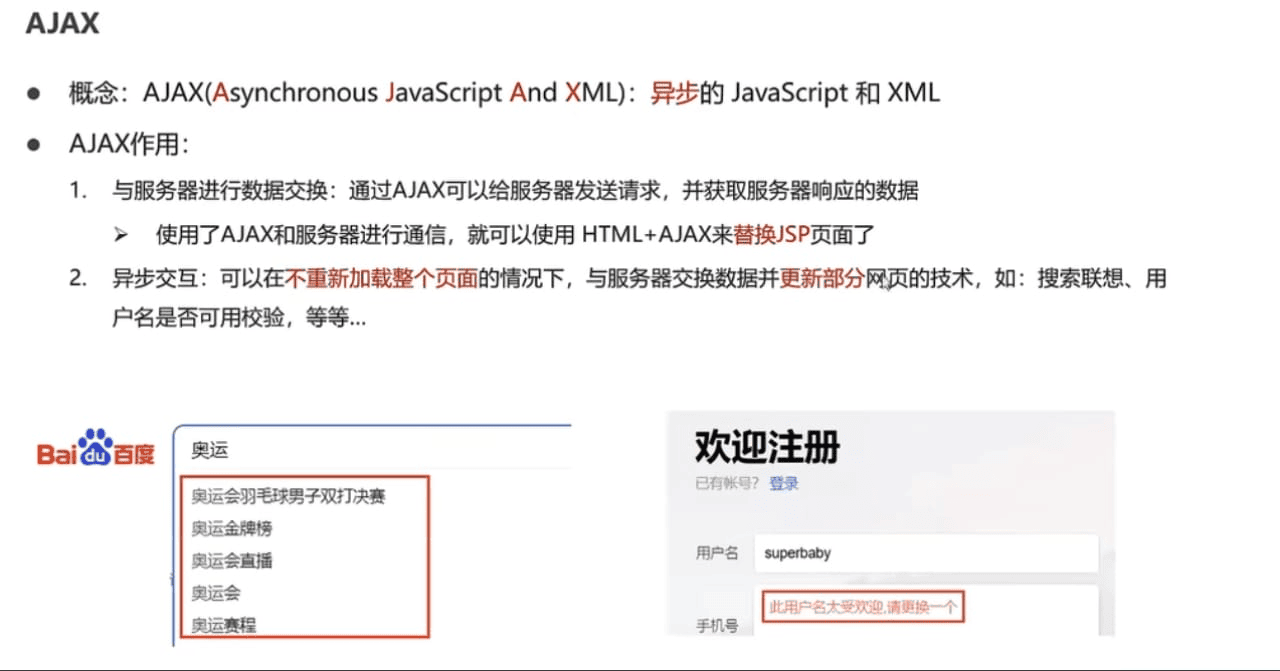 AJAX
● 概念：AJAX(Asynchronous JavaScript And XML)：异步的 JavaScript 和 XML
● AJAX作用：
1. 与服务器进行数据交换：通过AJAX可以给服务器发送请求，并获取服务器响应的数据
➢ 使用了AJAX和服务器进行通信，就可以使用 HTML+AJAX来替换JSP页面了
2. 异步交互：可以在不重新加载整个页面的情况下，与服务器交换数据并更新部分网页的技术，如：搜索联想、用
户名是否可用校验，等等...
Bai du 百度
奥运
奥运会羽毛球男子双打决赛
奥运金牌榜
奥运会直播
奥运会
奥运赛程
欢迎注册
已有帐号？ 登录
用户名 superbaby
此用户名太受欢迎,请更换一个
手机号